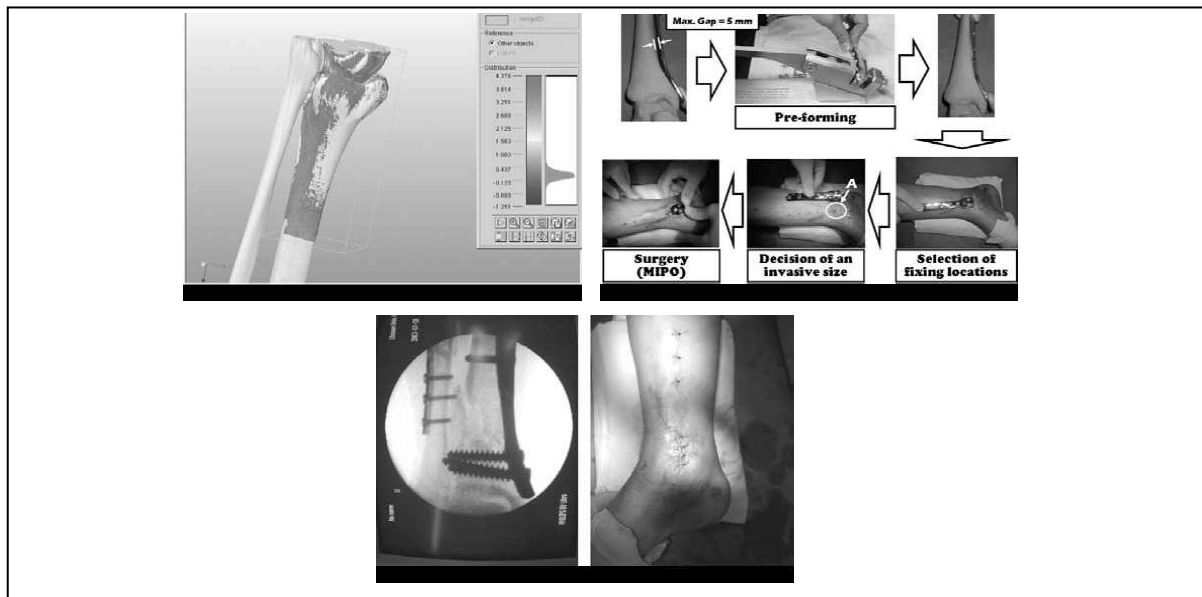 Reference
Other objects
Distribution
4.376
3.814
3.251
2.688
2.125
1.563
1.000
0.437
-0.125
-0.688
-1.251
Max. Gap = 5 mm
Pre-forming
A
Surgery
(MIPO)
Decision of an
invasive size
Selection of
fixing locations